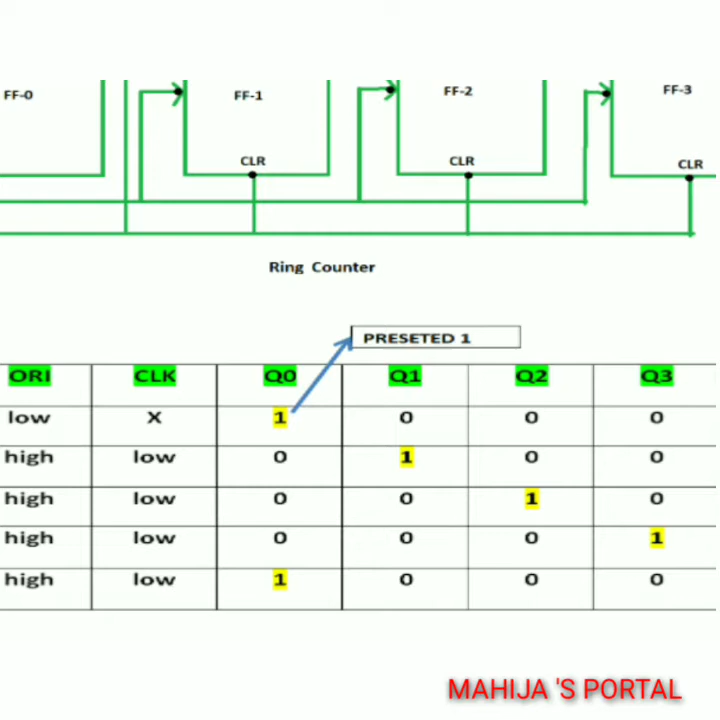 FF-0 FF-1 FF-2 FF-3
CLR CLR CLR
Ring Counter
PRESETED 1
ORI CLK Q0 Q1 Q2 Q3
low X 1 0 0 0
high low 0 1 0 0
high low 0 0 1 0
high low 0 0 0 1
high low 1 0 0 0
MAHIJA 'S PORTAL